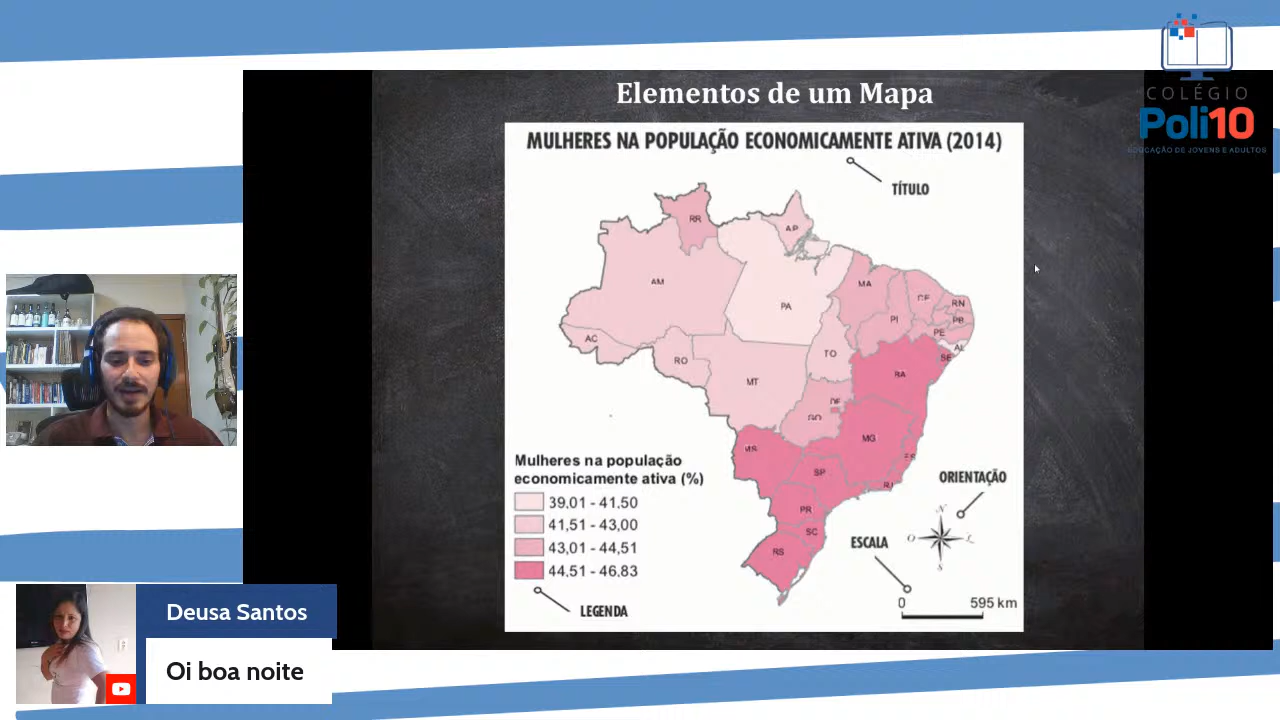 Elementos de um Mapa
COLÉGIO
Poli10
EDUCAÇÃO DE JOVENS E ADULTOS
MULHERES NA POPULAÇÃO ECONOMICAMENTE ATIVA (2014)
TÍTULO
RR
AP
AM
PA
MA
CE
RN
PB
PI
PE
AL
SE
AC
RO
TO
MT
BA
DF
GO
MG
MS
ES
SP
RJ
PR
SC
RS
Mulheres na população
economicamente ativa (%)
39,01 - 41,50
41,51 - 43,00
43,01 - 44,51
44,51 - 46,83
LEGENDA
ORIENTAÇÃO
N
O
L
S
ESCALA
0 595 km
Deusa Santos
Oi boa noite